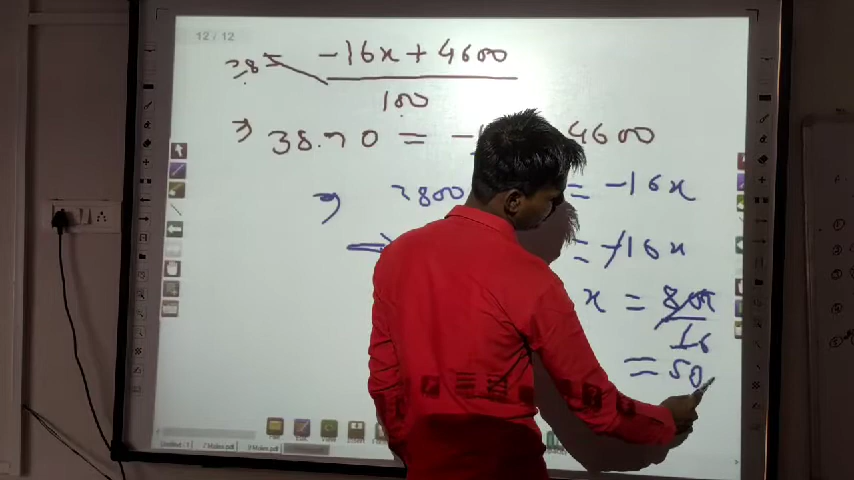 12/12
38 = -16x + 4600
100
⇒ 38.70 = - 4600
⇒ 3800 = -16x
⇒ = -16x
x = 800
16
= 50